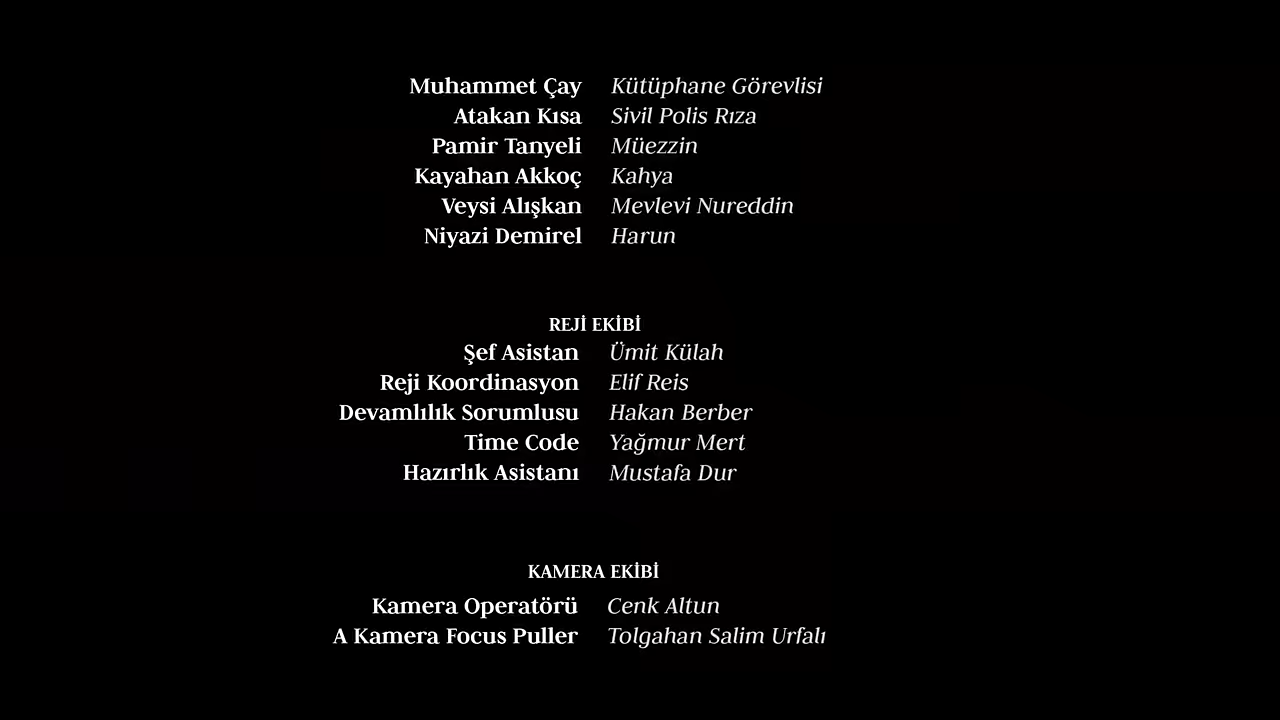 Muhammet Çay Kütüphane Görevlisi
Atakan Kısa Sivil Polis Rıza
Pamir Tanyeli Müezzin
Kayahan Akkoç Kahya
Veysi Alışkan Mevlevi Nureddin
Niyazi Demirel Harun
REJİ EKİBİ
Şef Asistan Ümit Külah
Reji Koordinasyon Elif Reis
Devamlılık Sorumlusu Hakan Berber
Time Code Yağmur Mert
Hazırlık Asistanı Mustafa Dur
KAMERA EKİBİ
Kamera Operatörü Cenk Altun
A Kamera Focus Puller Tolgahan Salim Urfalı